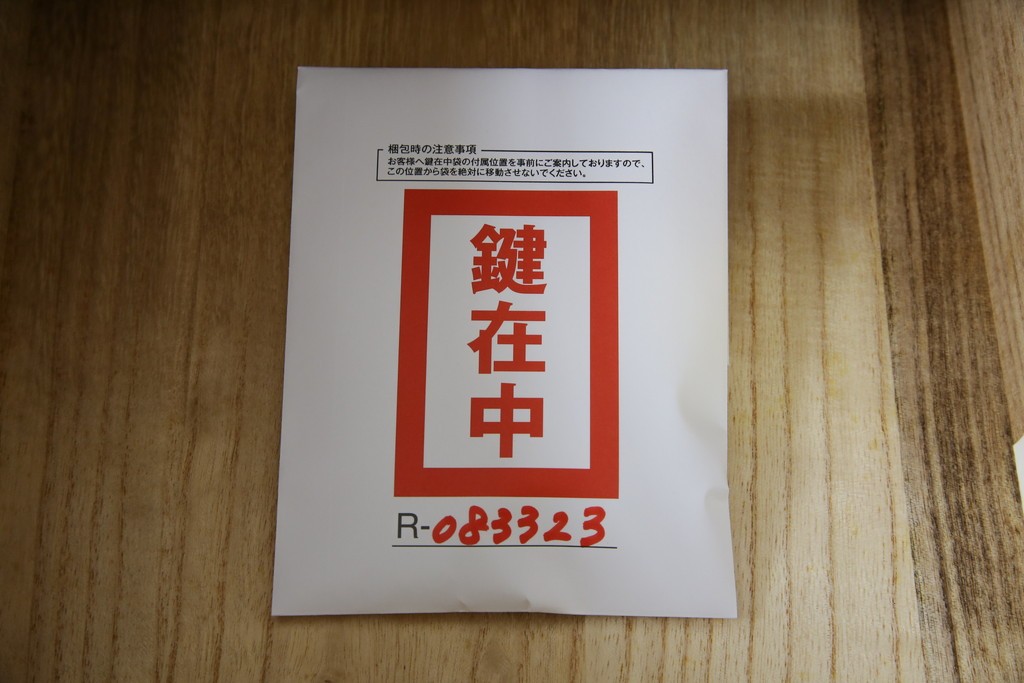 梱包時の注意事項
お客様へ鍵在中袋の付属位置を事前にご案内しておりますので、
この位置から袋を絶対に移動させないでください。
鍵在中
R-083323